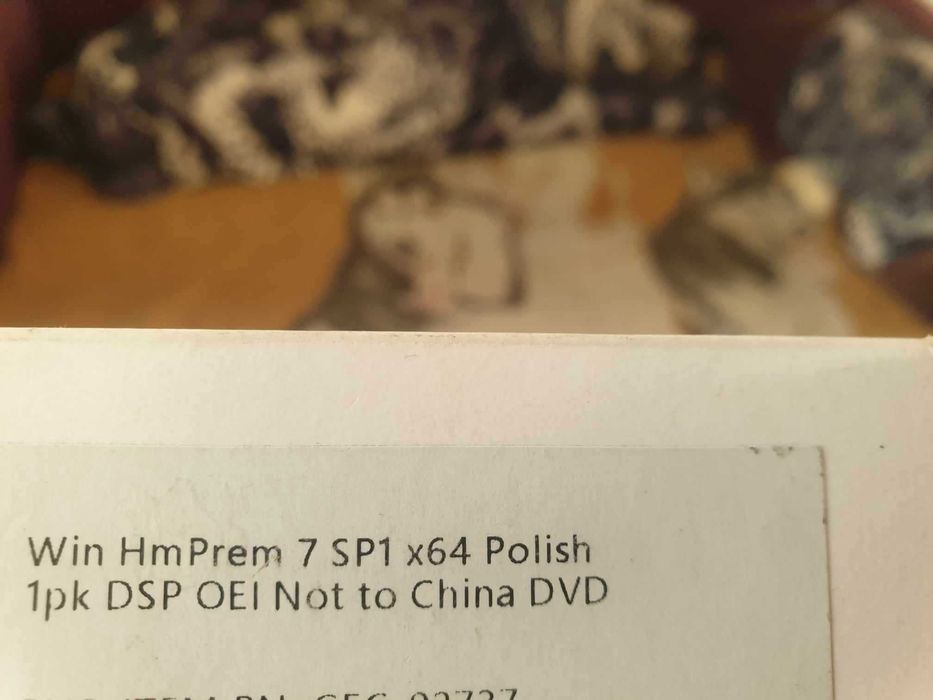 Win HmPrem 7 SP1 x64 Polish
1pk DSP OEI Not to China DVD